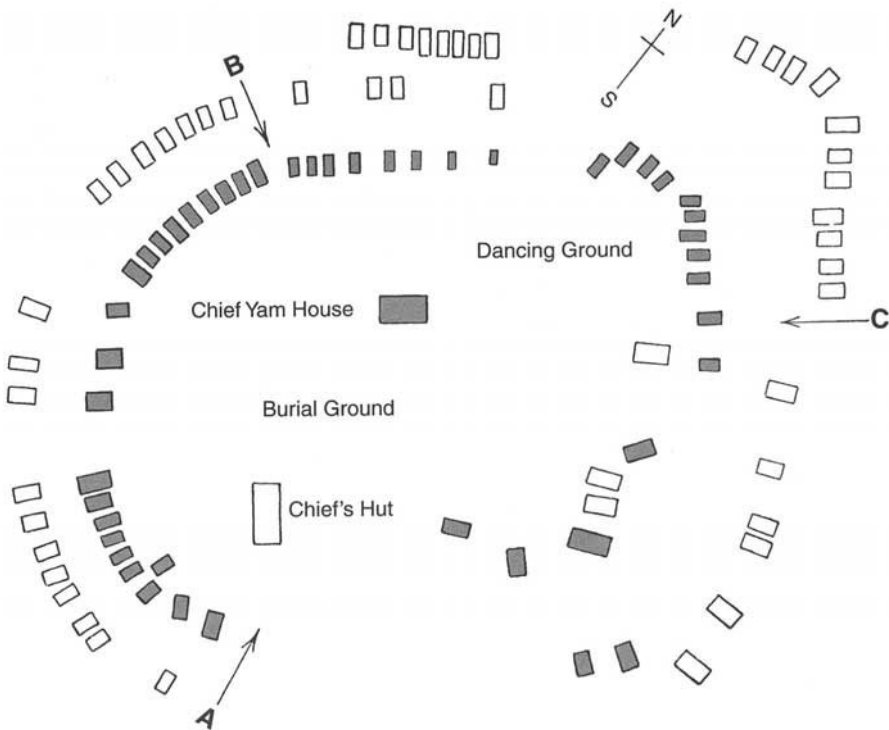 B
N
S
Dancing Ground
Chief Yam House
C
Burial Ground
Chief's Hut
A